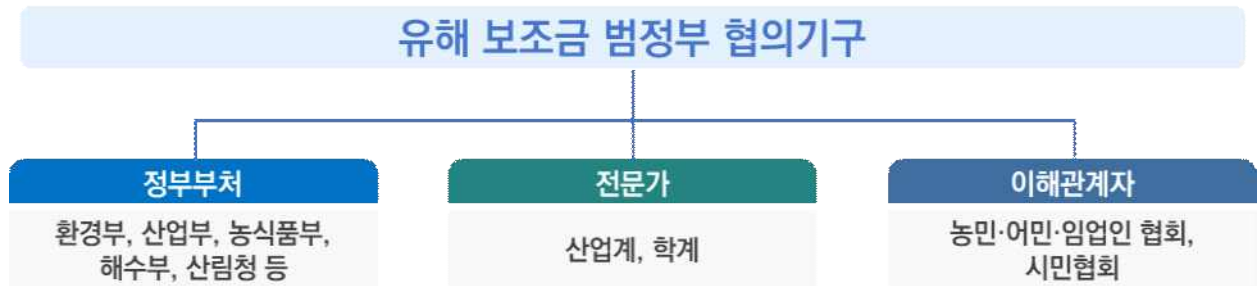 유해 보조금 범정부 협의기구
정부부처
환경부, 산업부, 농식품부,
해수부, 산림청 등
전문가
산업계, 학계
이해관계자
농민·어민·임업인 협회,
시민협회